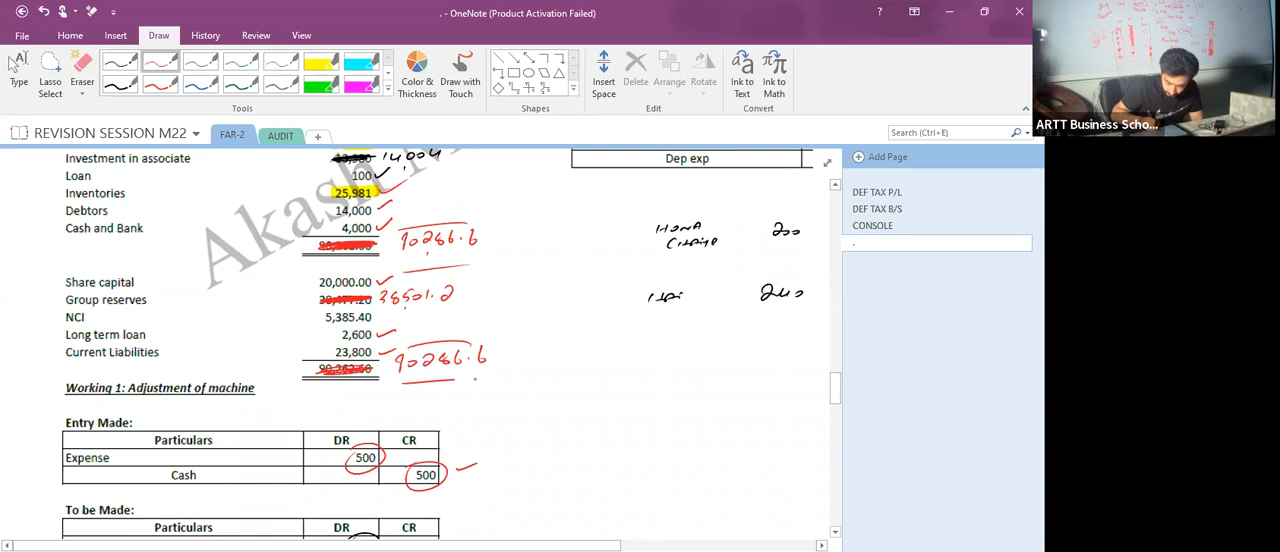 . - OneNote (Product Activation Failed)
File Home Insert Draw History Review View
Type Lasso Select Eraser Color & Thickness Draw with Touch Insert Space Delete Arrange Rotate Ink to Text Ink to Math
Tools Shapes Edit Convert
REVISION SESSION M22 FAR-2 AUDIT + Search (Ctrl+E)
Add Page
DEF TAX P/L
DEF TAX B/S
CONSOLE
.
ARTT Business Scho...
Akash
Investment in associate 14004
Loan 100
Inventories 25,981
Debtors 14,000
Cash and Bank 4,000
90286.6
Share capital 20,000.00
Group reserves 38501.2
NCI 5,385.40
Long term loan 2,600
Current Liabilities 23,800
90286.6
Dep exp
200
240
Working 1: Adjustment of machine
Entry Made:
Particulars DR CR
Expense 500
Cash 500
To be Made:
Particulars DR CR